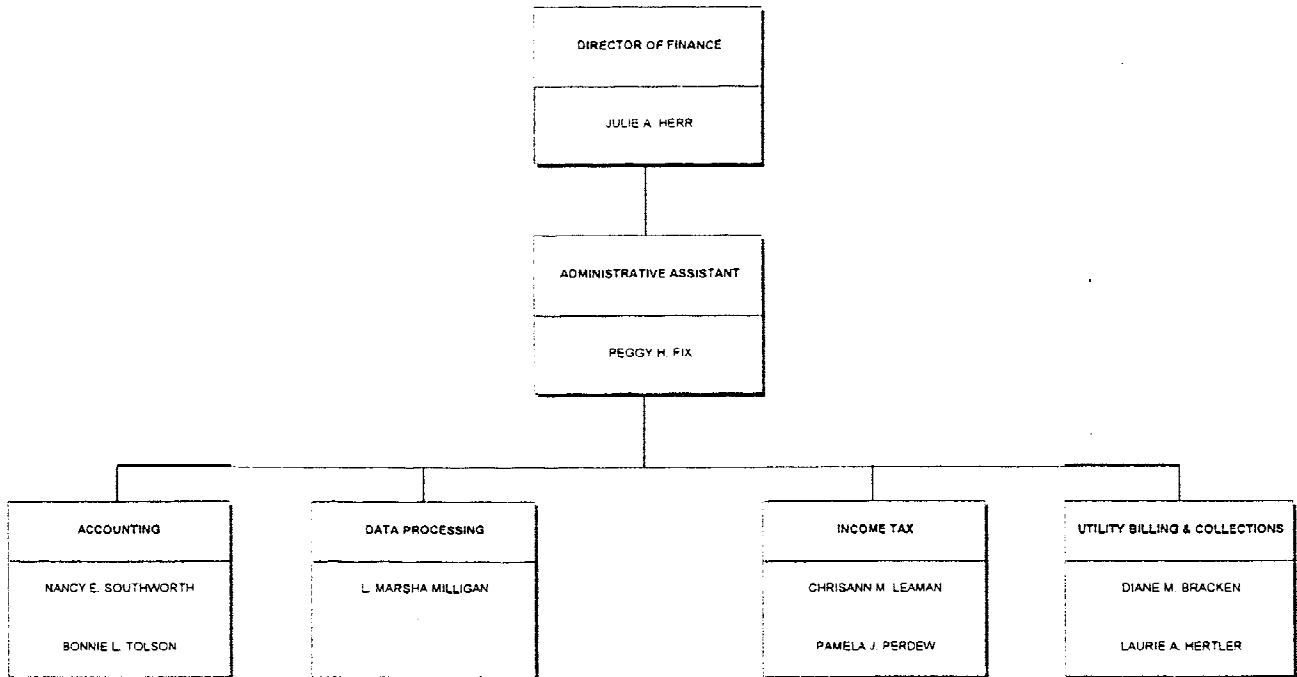 DIRECTOR OF FINANCE
JULIE A. HERR
ADMINISTRATIVE ASSISTANT
PEGGY H. FIX
ACCOUNTING
NANCY E. SOUTHWORTH
BONNIE L. TOLSON
DATA PROCESSING
L. MARSHA MILLIGAN
INCOME TAX
CHRISANN M. LEAMAN
PAMELA J. PERDEW
UTILITY BILLING & COLLECTIONS
DIANE M. BRACKEN
LAURIE A. HERTLER